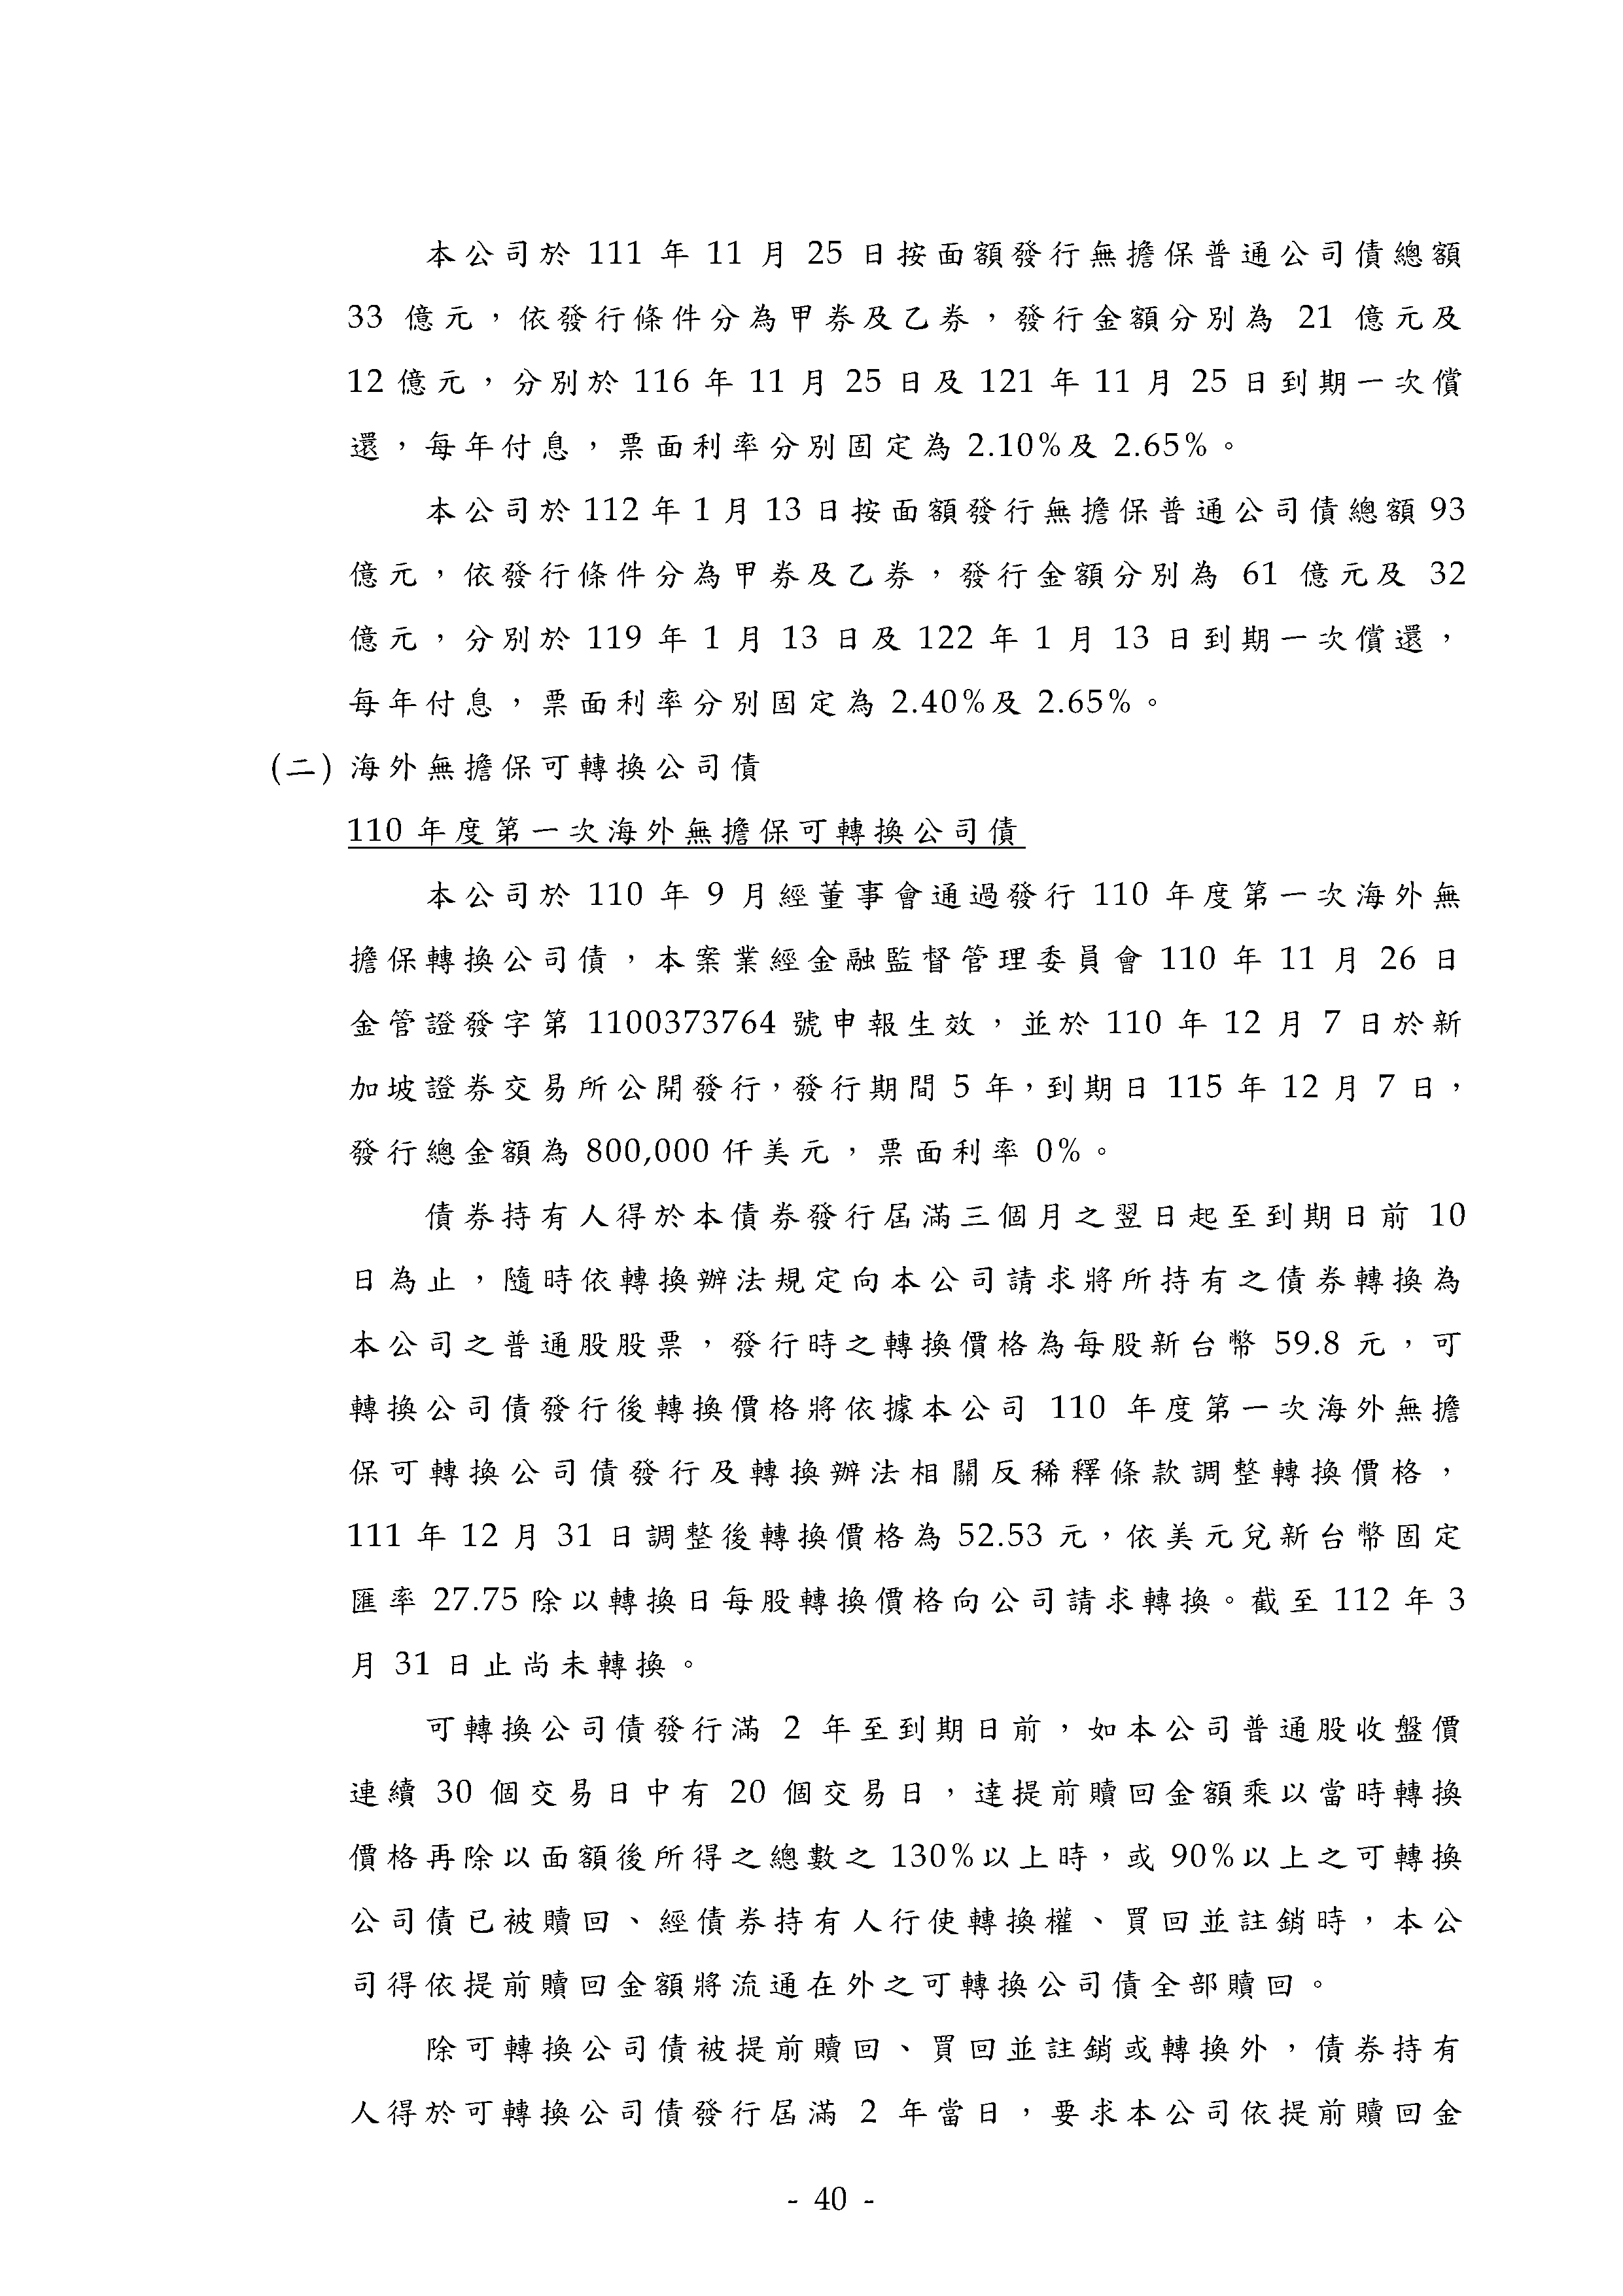 本公司於 111 年 11 月 25 日按面額發行無擔保普通公司債總額
33 億元，依發行條件分為甲券及乙券，發行金額分別為 21 億元及
12 億元，分別於 116 年 11 月 25 日及 121 年 11 月 25 日到期一次償
還，每年付息，票面利率分別固定為 2.10%及 2.65%。
本公司於 112 年 1 月 13 日按面額發行無擔保普通公司債總額 93
億元，依發行條件分為甲券及乙券，發行金額分別為 61 億元及 32
億元，分別於 119 年 1 月 13 日及 122 年 1 月 13 日到期一次償還，
每年付息，票面利率分別固定為 2.40%及 2.65%。
(二) 海外無擔保可轉換公司債
110 年度第一次海外無擔保可轉換公司債
本公司於 110 年 9 月經董事會通過發行 110 年度第一次海外無
擔保轉換公司債，本案業經金融監督管理委員會 110 年 11 月 26 日
金管證發字第 1100373764 號申報生效，並於 110 年 12 月 7 日於新
加坡證券交易所公開發行，發行期間 5 年，到期日 115 年 12 月 7 日，
發行總金額為 800,000 仟美元，票面利率 0%。
債券持有人得於本債券發行屆滿三個月之翌日起至到期日前 10
日為止，隨時依轉換辦法規定向本公司請求將所持有之債券轉換為
本公司之普通股股票，發行時之轉換價格為每股新台幣 59.8 元，可
轉換公司債發行後轉換價格將依據本公司 110 年度第一次海外無擔
保可轉換公司債發行及轉換辦法相關反稀釋條款調整轉換價格，
111 年 12 月 31 日調整後轉換價格為 52.53 元，依美元兌新台幣固定
匯率 27.75 除以轉換日每股轉換價格向公司請求轉換。截至 112 年 3
月 31 日止尚未轉換。
可轉換公司債發行滿 2 年至到期日前，如本公司普通股收盤價
連續 30 個交易日中有 20 個交易日，達提前贖回金額乘以當時轉換
價格再除以面額後所得之總數之 130%以上時，或 90%以上之可轉換
公司債已被贖回、經債券持有人行使轉換權、買回並註銷時，本公
司得依提前贖回金額將流通在外之可轉換公司債全部贖回。
除可轉換公司債被提前贖回、買回並註銷或轉換外，債券持有
人得於可轉換公司債發行屆滿 2 年當日，要求本公司依提前贖回金
- 40 -